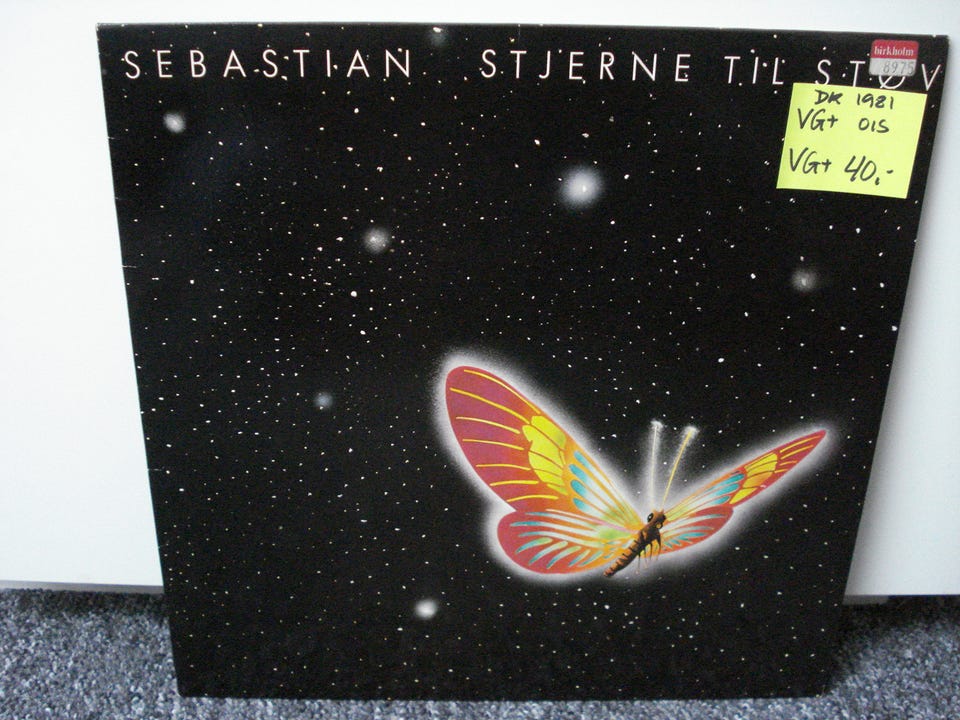 SEBASTIAN STJERNE TIL STØV
birkholm
8975
DK 1981
VG+ OIS
VG+ 40,-